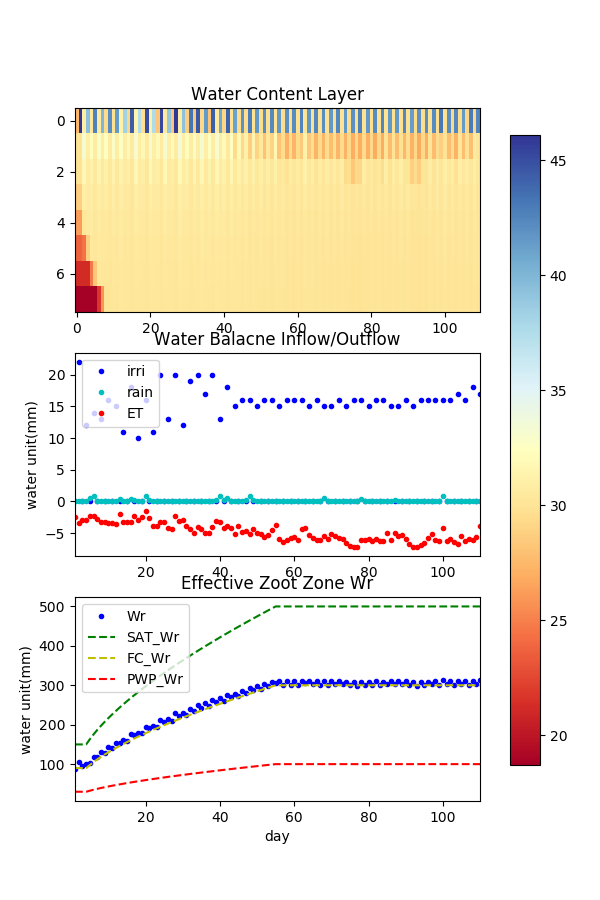 Water Content Layer
0
2
4
6
0 20 40 60 80 100
45
40
35
30
25
20
Water Balacne Inflow/Outflow
water unit(mm)
20
15
10
5
0
−5
irri
rain
ET
20 40 60 80 100
Effective Zoot Zone Wr
water unit(mm)
500
400
300
200
100
Wr
SAT_Wr
FC_Wr
PWP_Wr
20 40 60 80 100
day